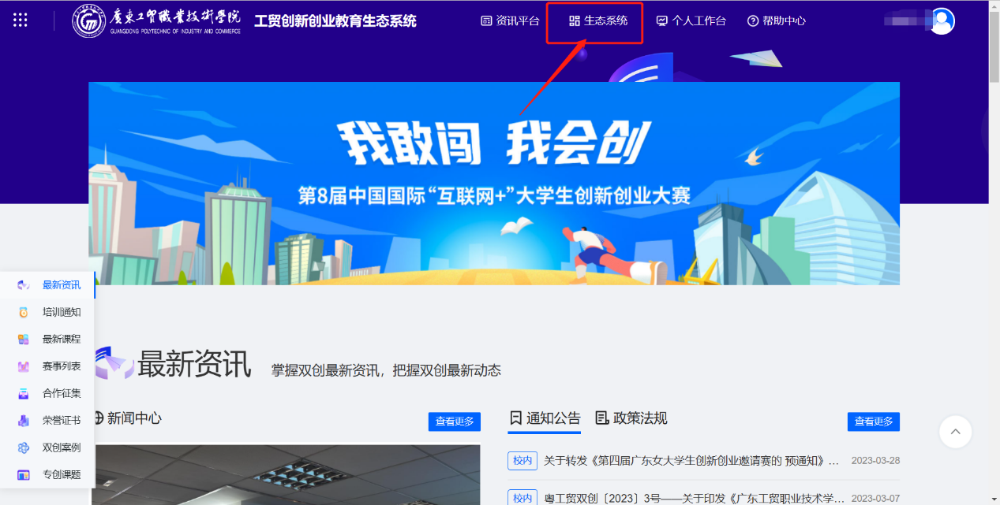 廣東工貿職業技術學院
GUANGDONG POLYTECHNIC OF INDUSTRY AND COMMERCE
工贸创新创业教育生态系统
资讯平台
生态系统
个人工作台
帮助中心
我敢闯 我会创
第8届中国国际“互联网+”大学生创新创业大赛
最新资讯
培训通知
最新课程
赛事列表
合作征集
荣誉证书
双创案例
专创课题
最新资讯
掌握双创最新资讯，把握双创最新动态
新闻中心
查看更多
通知公告
政策法规
查看更多
校内 关于转发《第四届广东女大学生创新创业邀请赛的 预通知》… 2023-03-28
校内 粤工贸双创〔2023〕3号——关于印发《广东工贸职业技术学… 2023-03-07